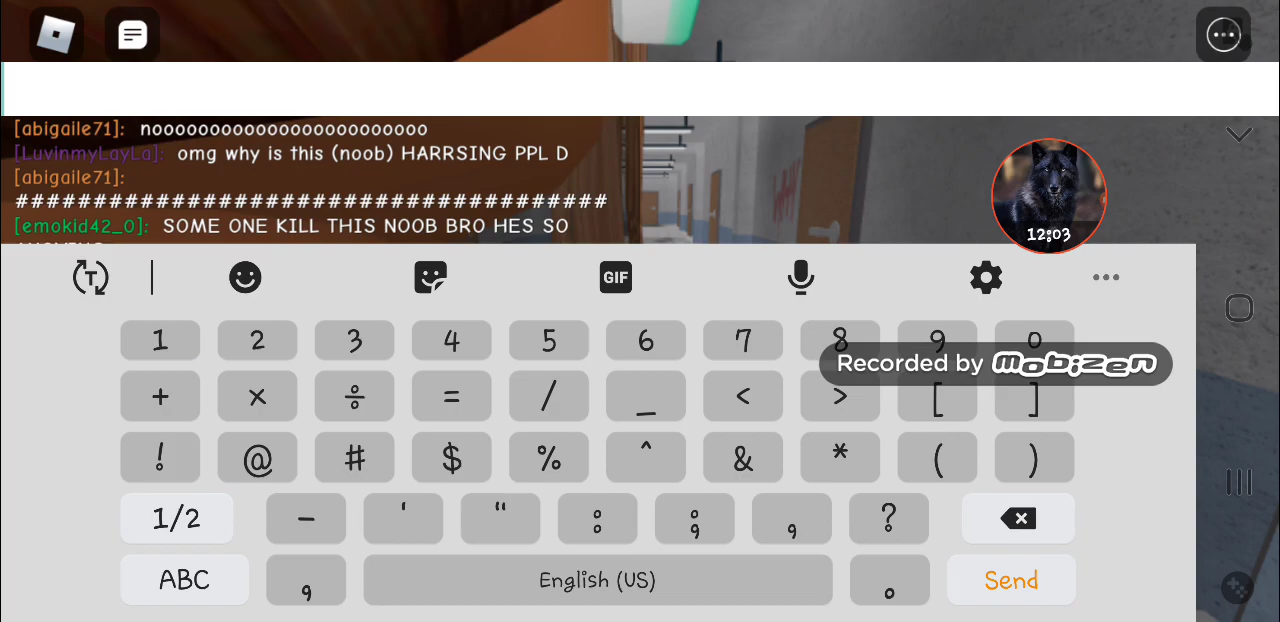 [abigaile71]: noooooooooooooooooooooooo
[LuvinmyLayLa]: omg why is this (noob) HARRSING PPL D
[abigaile71]:
######################################
[emokid42_0]: SOME ONE KILL THIS NOOB BRO HES SO
12:03
T
GIF
1 2 3 4 5 6 7 8 9 0
Recorded by mobizen
+ × ÷ = / _ < > [ ]
! @ # $ % ^ & * ( )
1/2 - ' " : ; , ?
ABC , English (US) . Send